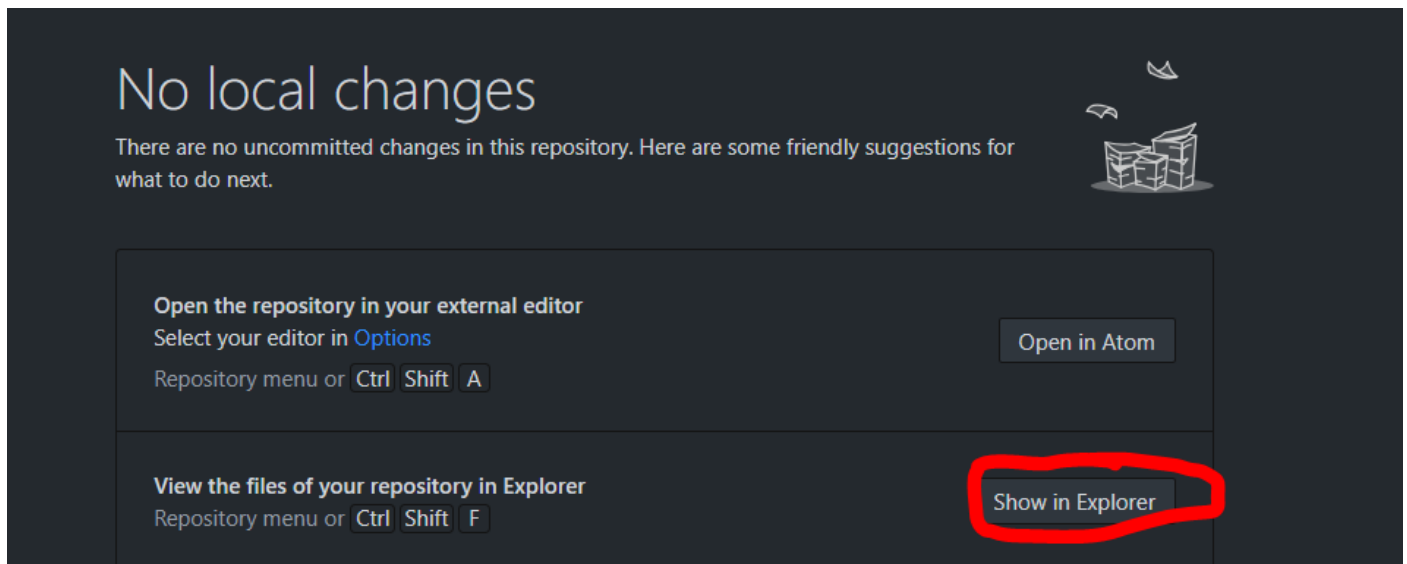 No local changes
There are no uncommitted changes in this repository. Here are some friendly suggestions for
what to do next.
Open the repository in your external editor
Select your editor in Options
Repository menu or Ctrl Shift A
Open in Atom
View the files of your repository in Explorer
Repository menu or Ctrl Shift F
Show in Explorer